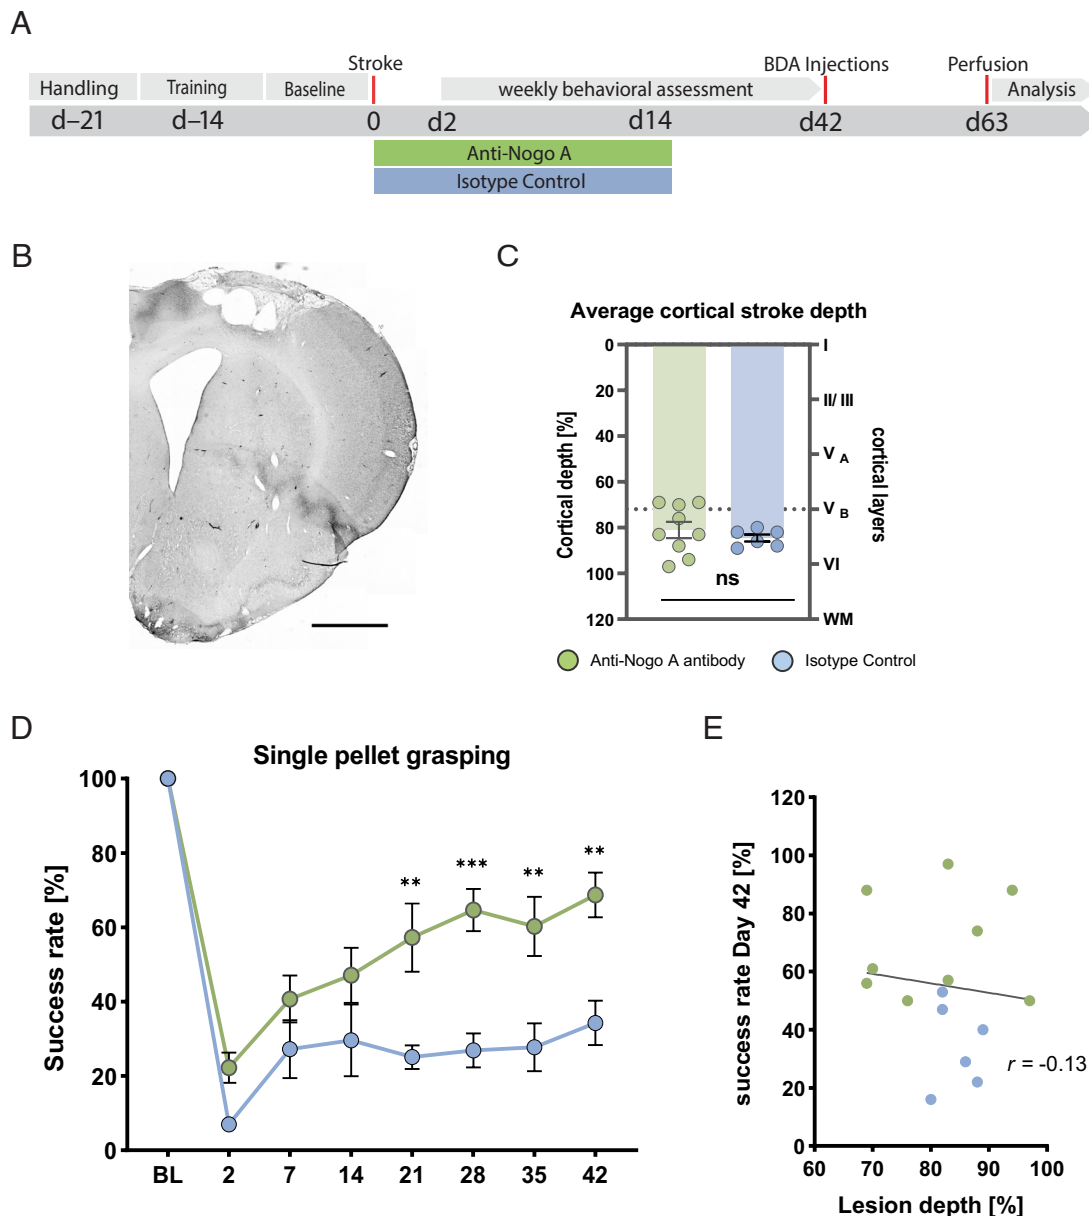 A
Stroke
BDA Injections
Perfusion
Handling
Training
Baseline
weekly behavioral assessment
Analysis
d–21
d–14
0
d2
d14
d42
d63
Anti-Nogo A
Isotype Control
B
C
Average cortical stroke depth
Cortical depth [%]
0
20
40
60
80
100
120
I
II/ III
V A
V B
VI
WM
cortical layers
ns
Anti-Nogo A antibody
Isotype Control
D
Single pellet grasping
Success rate [%]
100
80
60
40
20
0
**
***
**
**
BL
2
7
14
21
28
35
42
E
success rate Day 42 [%]
120
100
80
60
40
20
0
r = -0.13
60
70
80
90
100
Lesion depth [%]